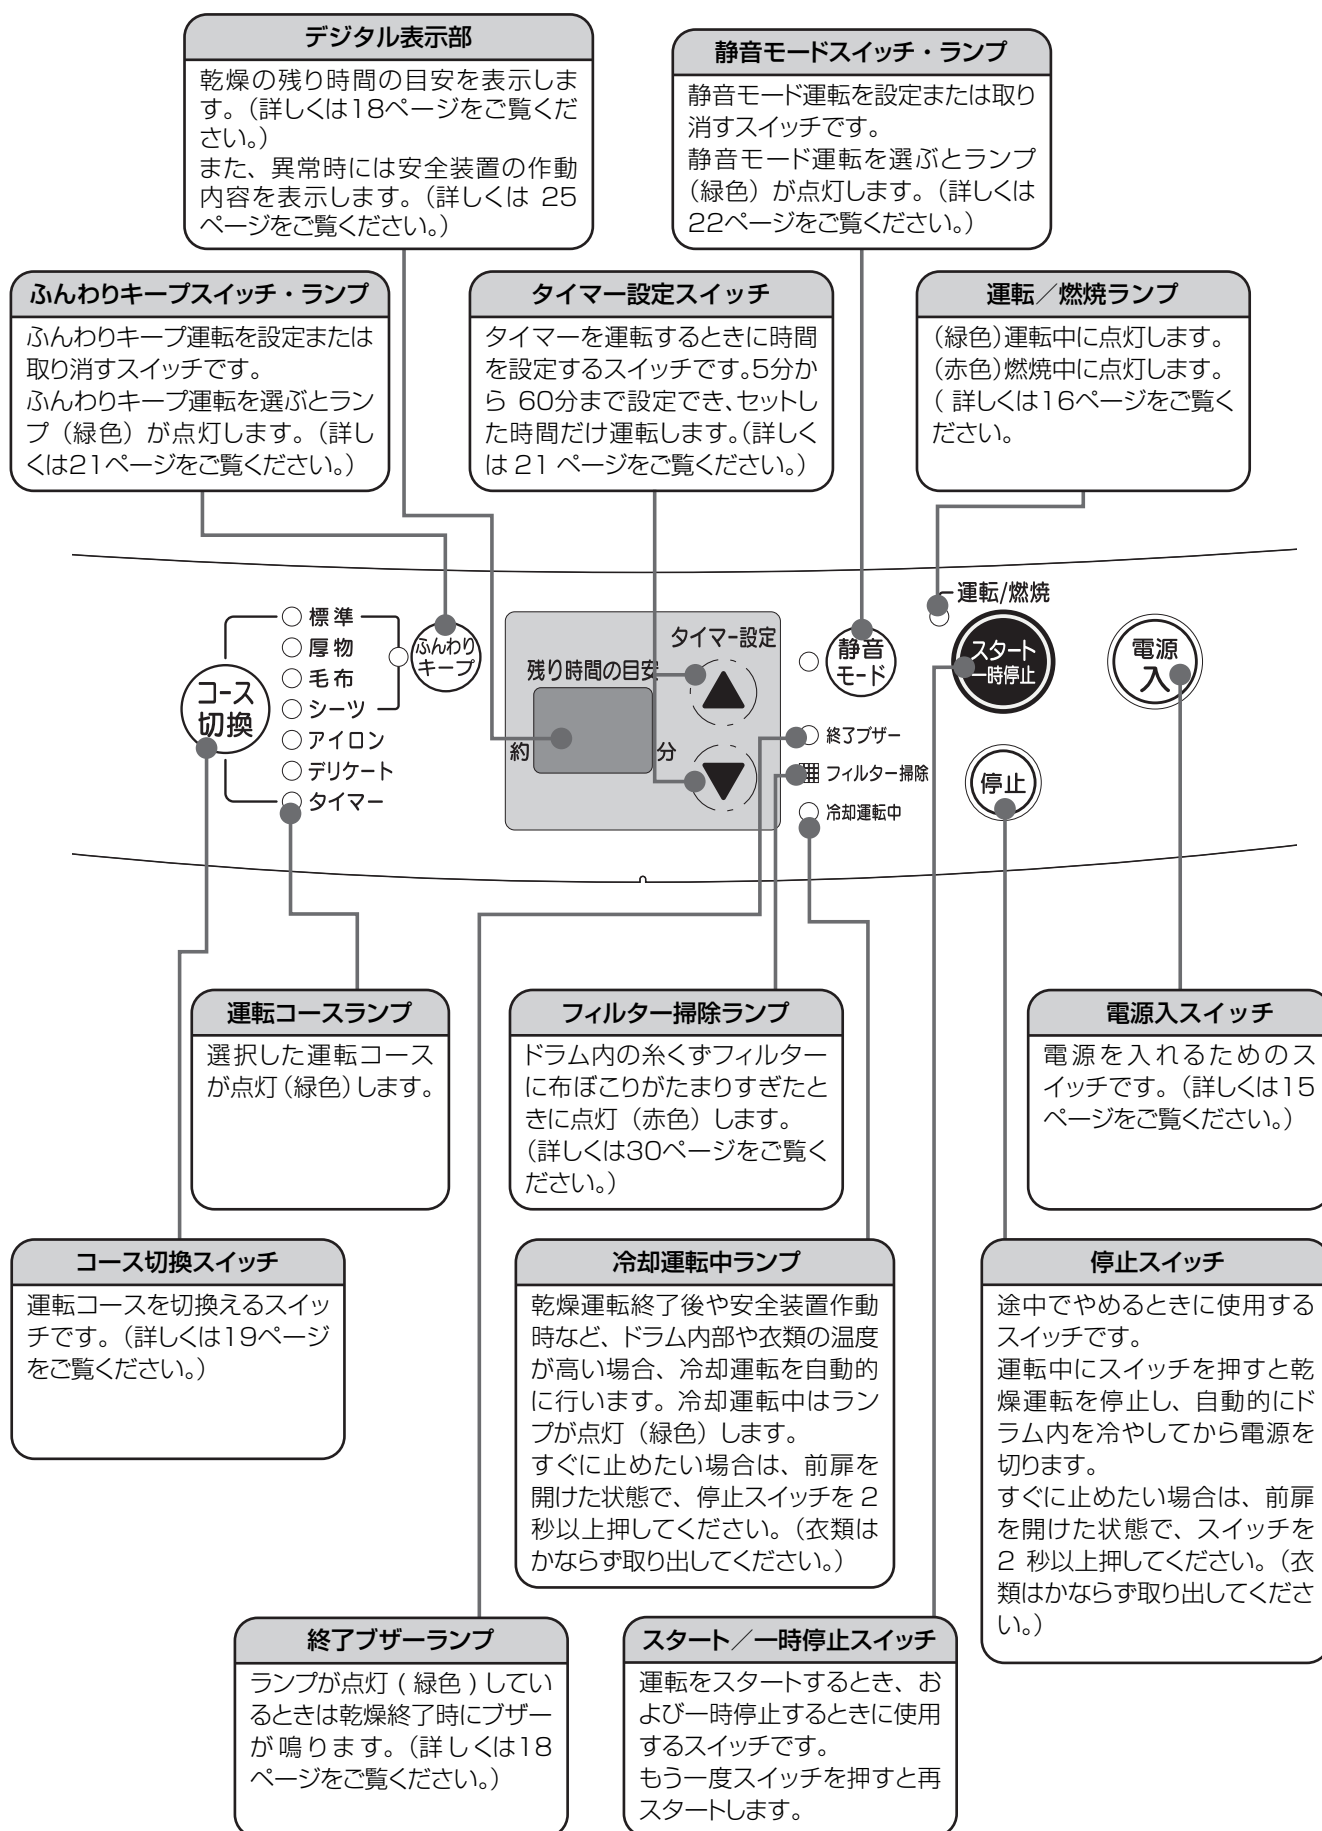 デジタル表示部
乾燥の残り時間の目安を表示しま
す。（詳しくは18ページをご覧くだ
さい。）
また、異常時には安全装置の作動
内容を表示します。（詳しくは 25
ページをご覧ください。）
静音モードスイッチ・ランプ
静音モード運転を設定または取り
消すスイッチです。
静音モード運転を選ぶとランプ
（緑色）が点灯します。（詳しくは
22ページをご覧ください。）
ふんわりキープスイッチ・ランプ
ふんわりキープ運転を設定または
取り消すスイッチです。
ふんわりキープ運転を選ぶとラン
プ（緑色）が点灯します。（詳し
くは21ページをご覧ください。）
タイマー設定スイッチ
タイマーを運転するときに時間
を設定するスイッチです。5分か
ら 60分まで設定でき、セットし
た時間だけ運転します。（詳しく
は 21 ページをご覧ください。）
運転／燃焼ランプ
（緑色）運転中に点灯します。
（赤色）燃焼中に点灯します。
（ 詳しくは16ページをご覧く
ださい。
コース
切換
標準
厚物
毛布
シーツ
アイロン
デリケート
タイマー
ふんわり
キープ
タイマー設定
残り時間の目安
約
分
静音
モード
終了ブザー
フィルター掃除
冷却運転中
運転/燃焼
スタート
一時停止
停止
電源
入
運転コースランプ
選択した運転コース
が点灯（緑色）します。
フィルター掃除ランプ
ドラム内の糸くずフィルター
に布ぼこりがたまりすぎたと
きに点灯（赤色）します。
（詳しくは30ページをご覧く
ださい。）
電源入スイッチ
電源を入れるためのス
イッチです。（詳しくは15
ページをご覧ください。）
コース切換スイッチ
運転コースを切換えるスイッ
チです。（詳しくは19ページ
をご覧ください。）
冷却運転中ランプ
乾燥運転終了後や安全装置作動
時など、ドラム内部や衣類の温度
が高い場合、冷却運転を自動的
に行います。冷却運転中はラン
プが点灯（緑色）します。
すぐに止めたい場合は、前扉を
開けた状態で、停止スイッチを 2
秒以上押してください。（衣類は
かならず取り出してください。）
停止スイッチ
途中でやめるときに使用する
スイッチです。
運転中にスイッチを押すと乾
燥運転を停止し、自動的にド
ラム内を冷やしてから電源を
切ります。
すぐに止めたい場合は、前扉
を開けた状態で、スイッチを
2 秒以上押してください。（衣
類はかならず取り出してくださ
い。）
終了ブザーランプ
ランプが点灯 ( 緑色 ) してい
るときは乾燥終了時にブザー
が鳴ります。（詳しくは18
ページをご覧ください。）
スタート／一時停止スイッチ
運転をスタートするとき、お
よび一時停止するときに使用
するスイッチです。
もう一度スイッチを押すと再
スタートします。